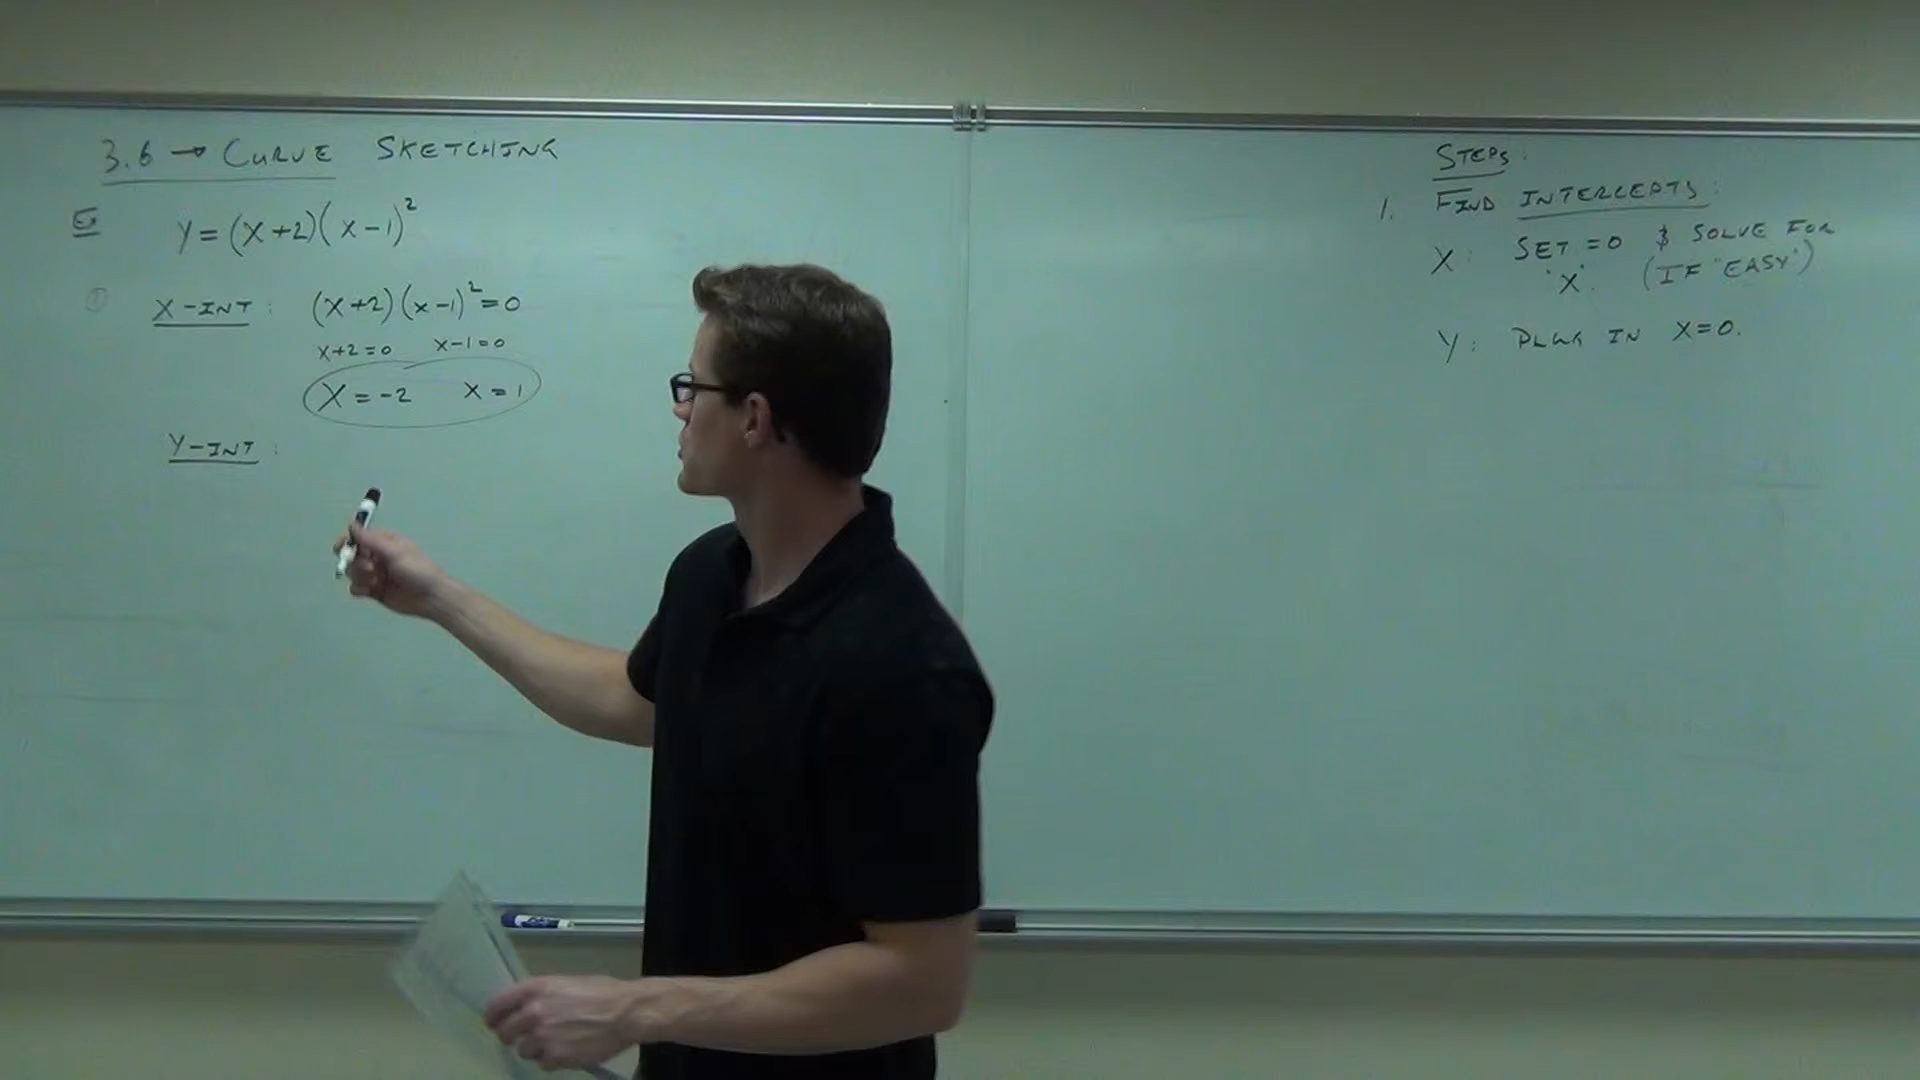 3.6 → CURVE SKETCHING
Ex y = (x+2)(x-1)²
① X-INT: (x+2)(x-1)² = 0
x+2=0 x-1=0
X = -2 X = 1
Y-INT:
STEPS:
1. FIND INTERCEPTS:
X: SET = 0 & SOLVE FOR
"X". (IF "EASY")
Y: PLUG IN X=0.